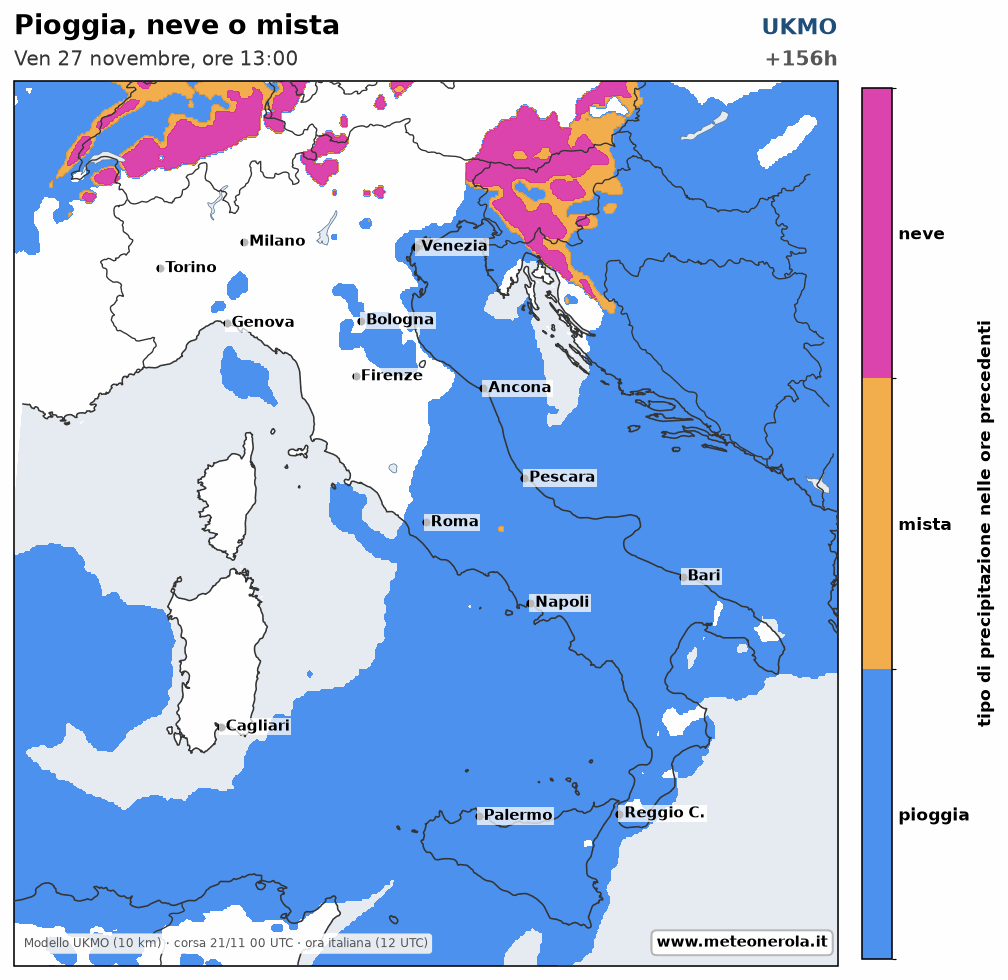 Pioggia, neve o mista
UKMO
Ven 27 novembre, ore 13:00
+156h
neve
Milano
Venezia
Torino
Genova
Bologna
Firenze
Ancona
Pescara
Roma
mista
Bari
Napoli
Cagliari
Palermo
Reggio C.
pioggia
tipo di precipitazione nelle ore precedenti
Modello UKMO (10 km) · corsa 21/11 00 UTC · ora italiana (12 UTC)
www.meteonerola.it